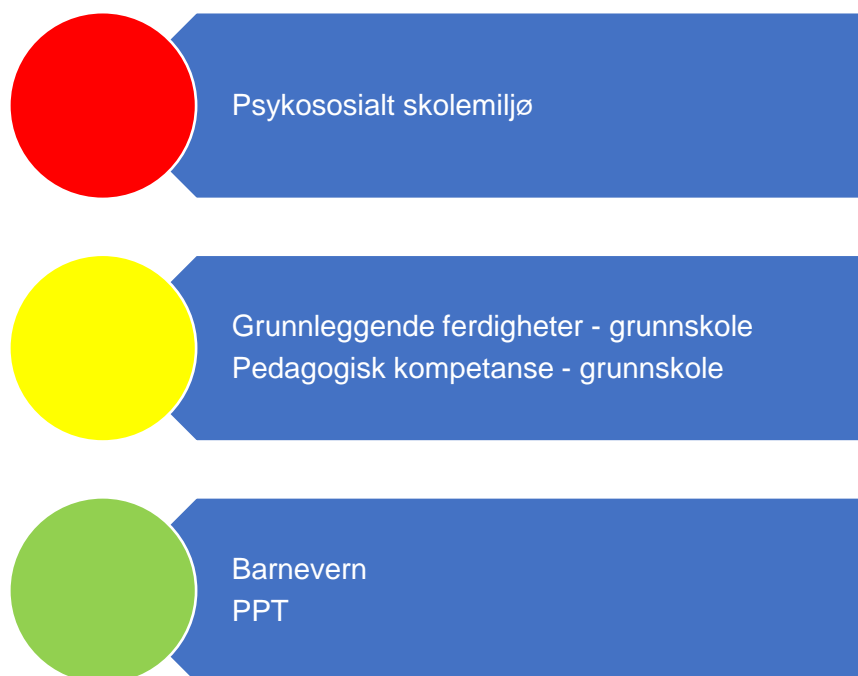 Psykososialt skolemiljø
Grunnleggende ferdigheter - grunnskole
Pedagogisk kompetanse - grunnskole
Barnevern
PPT